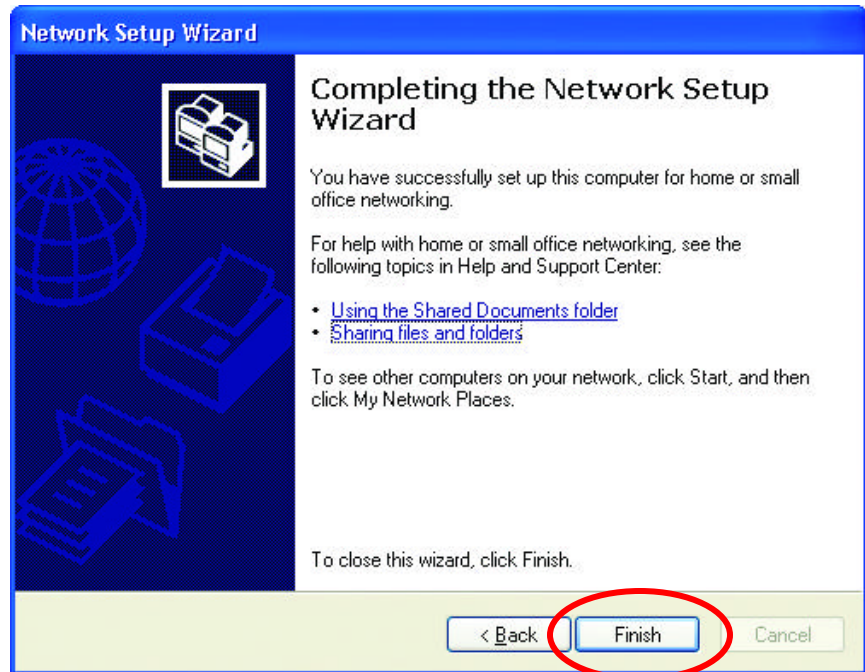 Network Setup Wizard
Completing the Network Setup
Wizard
You have successfully set up this computer for home or small
office networking.
For help with home or small office networking, see the
following topics in Help and Support Center:
• Using the Shared Documents folder
• Sharing files and folders
To see other computers on your network, click Start, and then
click My Network Places.
To close this wizard, click Finish.
< Back Finish Cancel